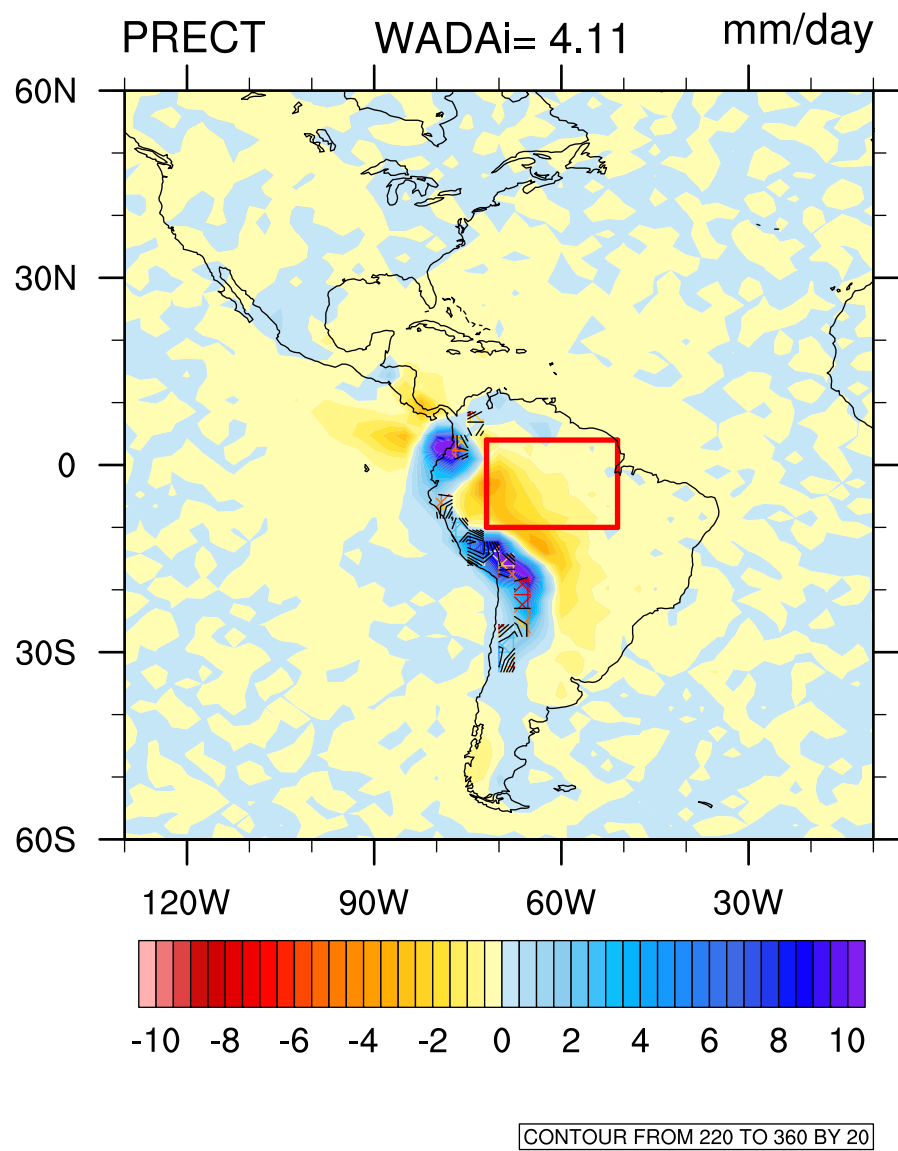 PRECT WADAi= 4.11 mm/day
60N
30N
0
30S
60S
120W 90W 60W 30W
-10 -8 -6 -4 -2 0 2 4 6 8 10
CONTOUR FROM 220 TO 360 BY 20